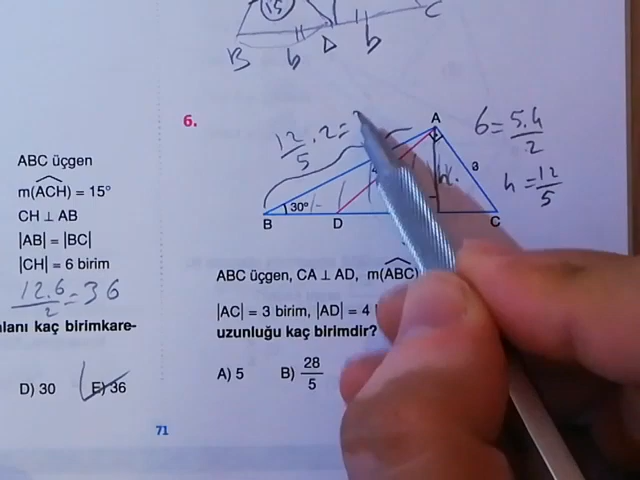 15
B
b
D
b
C
ABC üçgen
m(ACH) = 15°
CH ⊥ AB
|AB| = |BC|
|CH| = 6 birim
12.6/2 = 36
alanı kaç birimkare-
D) 30
E) 36
71
6.
12/5 . 2 =
A
6 = 5.h/2
h = 12/5
3
h
30°
B
D
C
ABC üçgen, CA ⊥ AD, m(ABC)
|AC| = 3 birim, |AD| = 4
uzunluğu kaç birimdir?
A) 5
B) 28/5